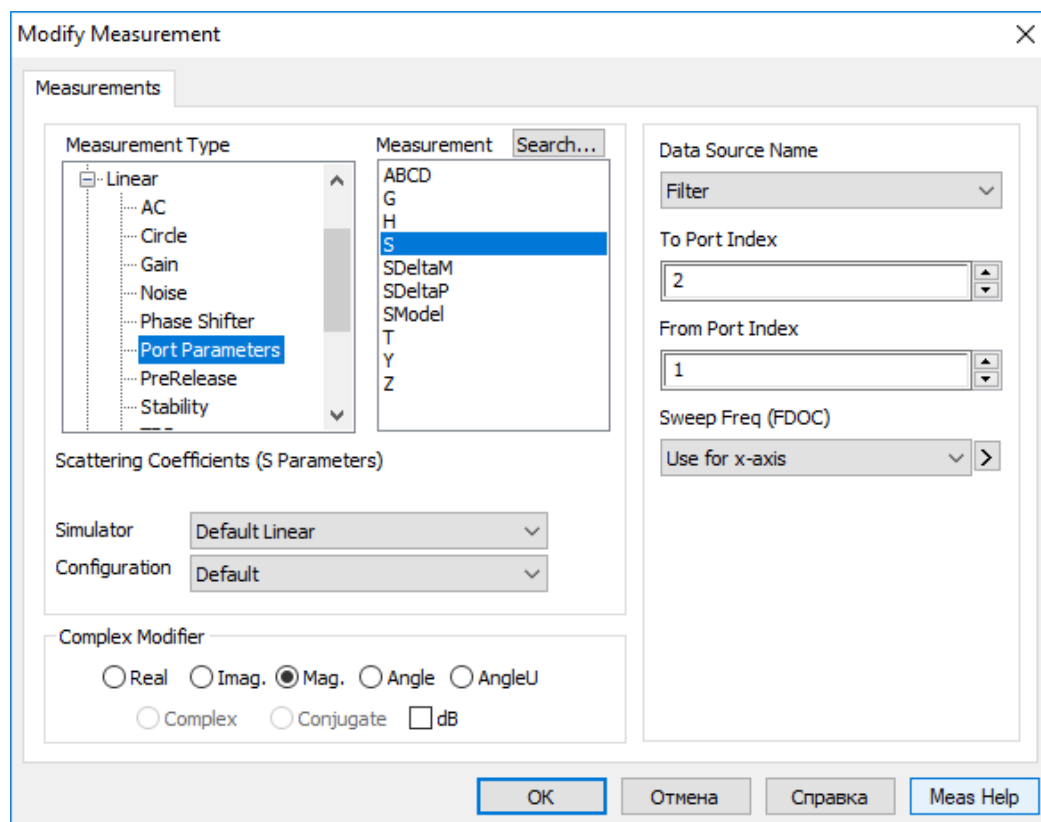 Modify Measurement
Measurements
Measurement Type
Linear
AC
Circle
Gain
Noise
Phase Shifter
Port Parameters
PreRelease
Stability
Measurement Search...
ABCD
G
H
S
SDeltaM
SDeltaP
SModel
T
Y
Z
Scattering Coefficients (S Parameters)
Simulator Default Linear
Configuration Default
Complex Modifier
Real Imag. Mag. Angle AngleU
Complex Conjugate dB
Data Source Name
Filter
To Port Index
2
From Port Index
1
Sweep Freq (FDOC)
Use for x-axis >
OK Отмена Справка Meas Help